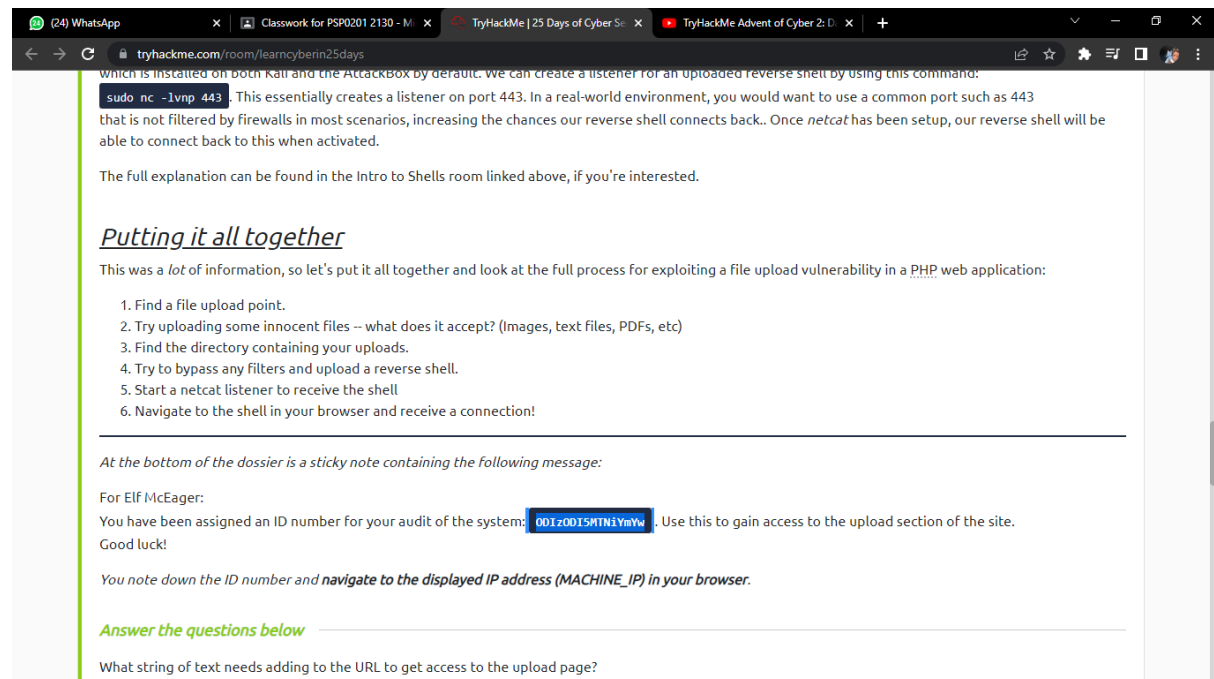 (24) WhatsApp
Classwork for PSP0201 2130 - Mi
TryHackMe | 25 Days of Cyber Se
TryHackMe Advent of Cyber 2: D
tryhackme.com/room/learncyberin25days
which is installed on both Kali and the AttackBox by default. We can create a listener for an uploaded reverse shell by using this command:
sudo nc -lvnp 443 . This essentially creates a listener on port 443. In a real-world environment, you would want to use a common port such as 443
that is not filtered by firewalls in most scenarios, increasing the chances our reverse shell connects back.. Once netcat has been setup, our reverse shell will be
able to connect back to this when activated.
The full explanation can be found in the Intro to Shells room linked above, if you're interested.
Putting it all together
This was a lot of information, so let's put it all together and look at the full process for exploiting a file upload vulnerability in a PHP web application:
1. Find a file upload point.
2. Try uploading some innocent files -- what does it accept? (Images, text files, PDFs, etc)
3. Find the directory containing your uploads.
4. Try to bypass any filters and upload a reverse shell.
5. Start a netcat listener to receive the shell
6. Navigate to the shell in your browser and receive a connection!
At the bottom of the dossier is a sticky note containing the following message:
For Elf McEager:
You have been assigned an ID number for your audit of the system: ODIzODI5MTNiYmYw . Use this to gain access to the upload section of the site.
Good luck!
You note down the ID number and navigate to the displayed IP address (MACHINE_IP) in your browser.
Answer the questions below
What string of text needs adding to the URL to get access to the upload page?